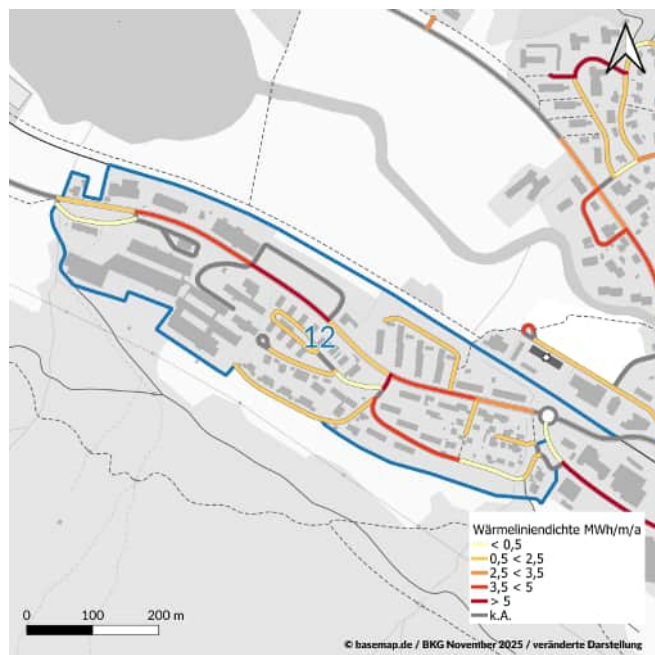 12
Wärmeliniendichte MWh/m/a
< 0,5
0,5 < 2,5
2,5 < 3,5
3,5 < 5
> 5
k.A.
0 100 200 m
© basemap.de / BKG November 2025 / veränderte Darstellung